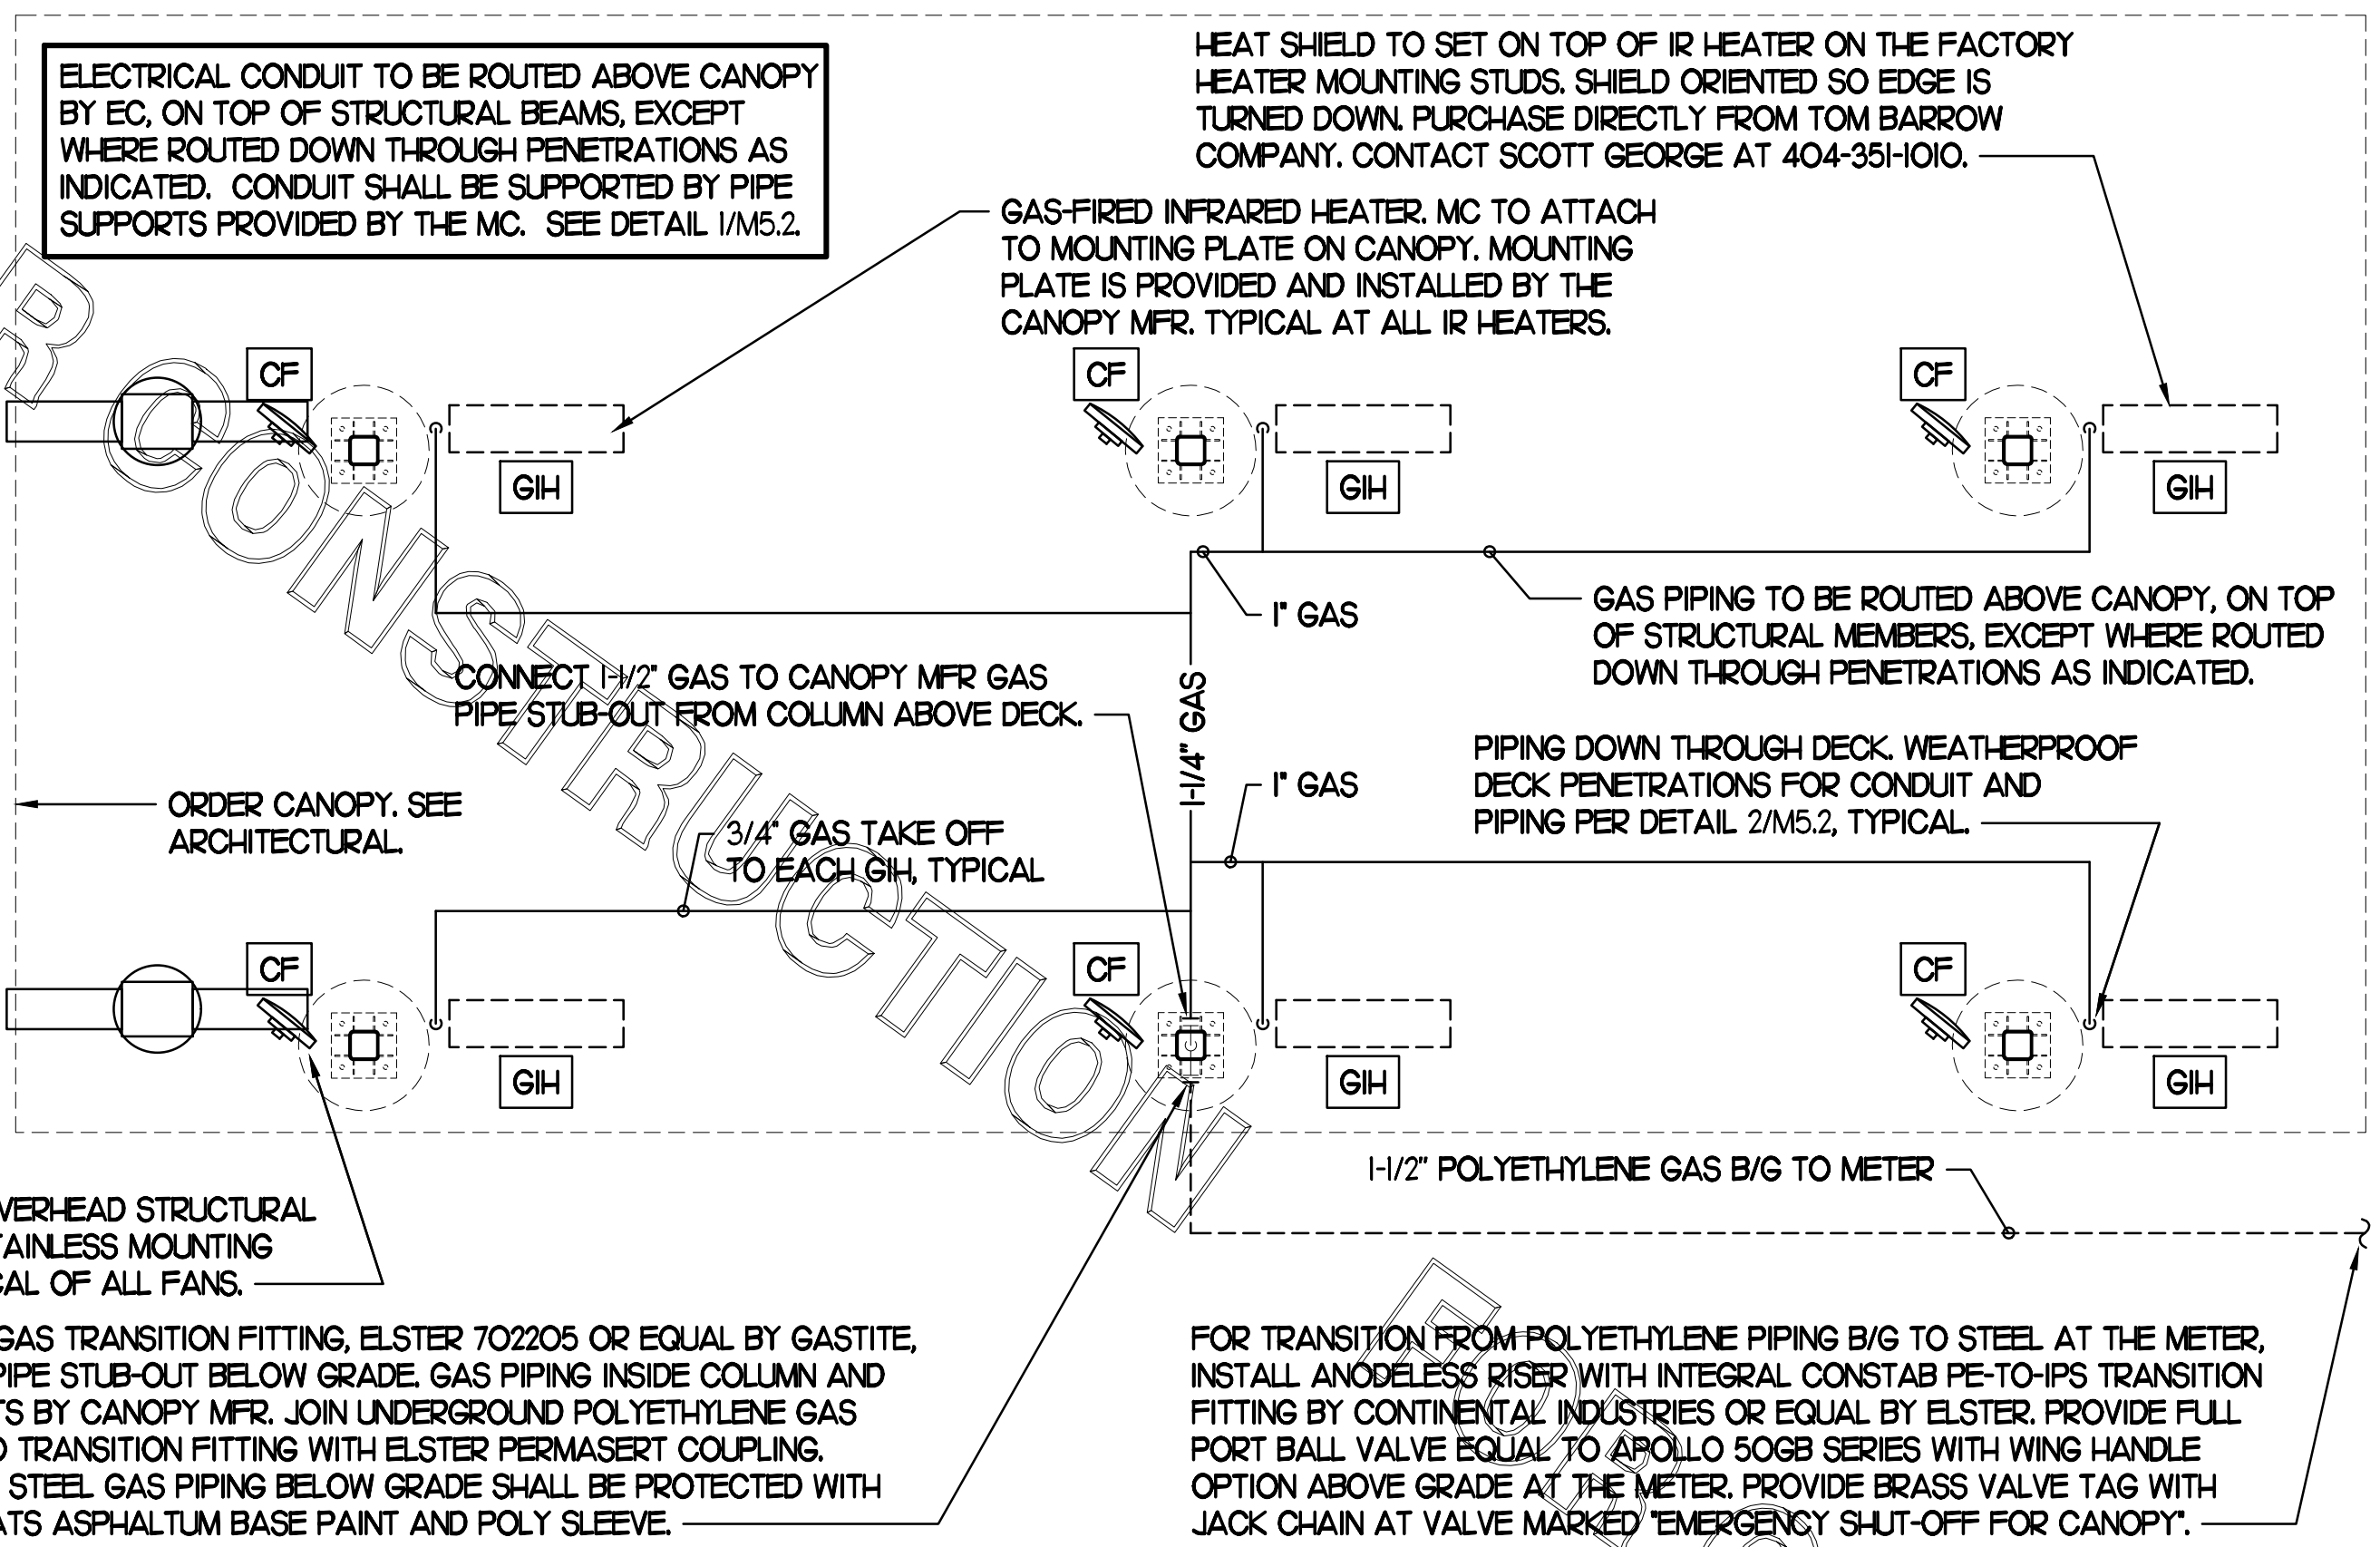 ELECTRICAL CONDUIT TO BE ROUTED ABOVE CANOPY
BY EC, ON TOP OF STRUCTURAL BEAMS, EXCEPT
WHERE ROUTED DOWN THROUGH PENETRATIONS AS
INDICATED. CONDUIT SHALL BE SUPPORTED BY PIPE
SUPPORTS PROVIDED BY THE MC. SEE DETAIL 1/M5.2.
HEAT SHIELD TO SET ON TOP OF IR HEATER ON THE FACTORY
HEATER MOUNTING STUDS. SHIELD ORIENTED SO EDGE IS
TURNED DOWN. PURCHASE DIRECTLY FROM TOM BARROW
COMPANY. CONTACT SCOTT GEORGE AT 404-351-1010.
GAS-FIRED INFRARED HEATER. MC TO ATTACH
TO MOUNTING PLATE ON CANOPY. MOUNTING
PLATE IS PROVIDED AND INSTALLED BY THE
CANOPY MFR. TYPICAL AT ALL IR HEATERS.
CF
CF
CF
GIH
GIH
GIH
1" GAS
GAS PIPING TO BE ROUTED ABOVE CANOPY, ON TOP
OF STRUCTURAL MEMBERS, EXCEPT WHERE ROUTED
DOWN THROUGH PENETRATIONS AS INDICATED.
CONNECT 1-1/2" GAS TO CANOPY MFR GAS
PIPE STUB-OUT FROM COLUMN ABOVE DECK.
1-1/4" GAS
1" GAS
PIPING DOWN THROUGH DECK. WEATHERPROOF
DECK PENETRATIONS FOR CONDUIT AND
PIPING PER DETAIL 2/M5.2, TYPICAL.
ORDER CANOPY. SEE
ARCHITECTURAL.
3/4" GAS TAKE OFF
TO EACH GIH, TYPICAL
CF
CF
CF
GIH
GIH
GIH
1-1/2" POLYETHYLENE GAS B/G TO METER
VERHEAD STRUCTURAL
TAINLESS MOUNTING
CAL OF ALL FANS.
GAS TRANSITION FITTING, ELSTER 702205 OR EQUAL BY GASTITE,
PIPE STUB-OUT BELOW GRADE. GAS PIPING INSIDE COLUMN AND
TS BY CANOPY MFR. JOIN UNDERGROUND POLYETHYLENE GAS
O TRANSITION FITTING WITH ELSTER PERMASERT COUPLING.
STEEL GAS PIPING BELOW GRADE SHALL BE PROTECTED WITH
ATS ASPHALTUM BASE PAINT AND POLY SLEEVE.
FOR TRANSITION FROM POLYETHYLENE PIPING B/G TO STEEL AT THE METER,
INSTALL ANODELESS RISER WITH INTEGRAL CONSTAB PE-TO-IPS TRANSITION
FITTING BY CONTINENTAL INDUSTRIES OR EQUAL BY ELSTER. PROVIDE FULL
PORT BALL VALVE EQUAL TO APOLLO 50GB SERIES WITH WING HANDLE
OPTION ABOVE GRADE AT THE METER. PROVIDE BRASS VALVE TAG WITH
JACK CHAIN AT VALVE MARKED "EMERGENCY SHUT-OFF FOR CANOPY".
R CONSTRUCTION
FOR